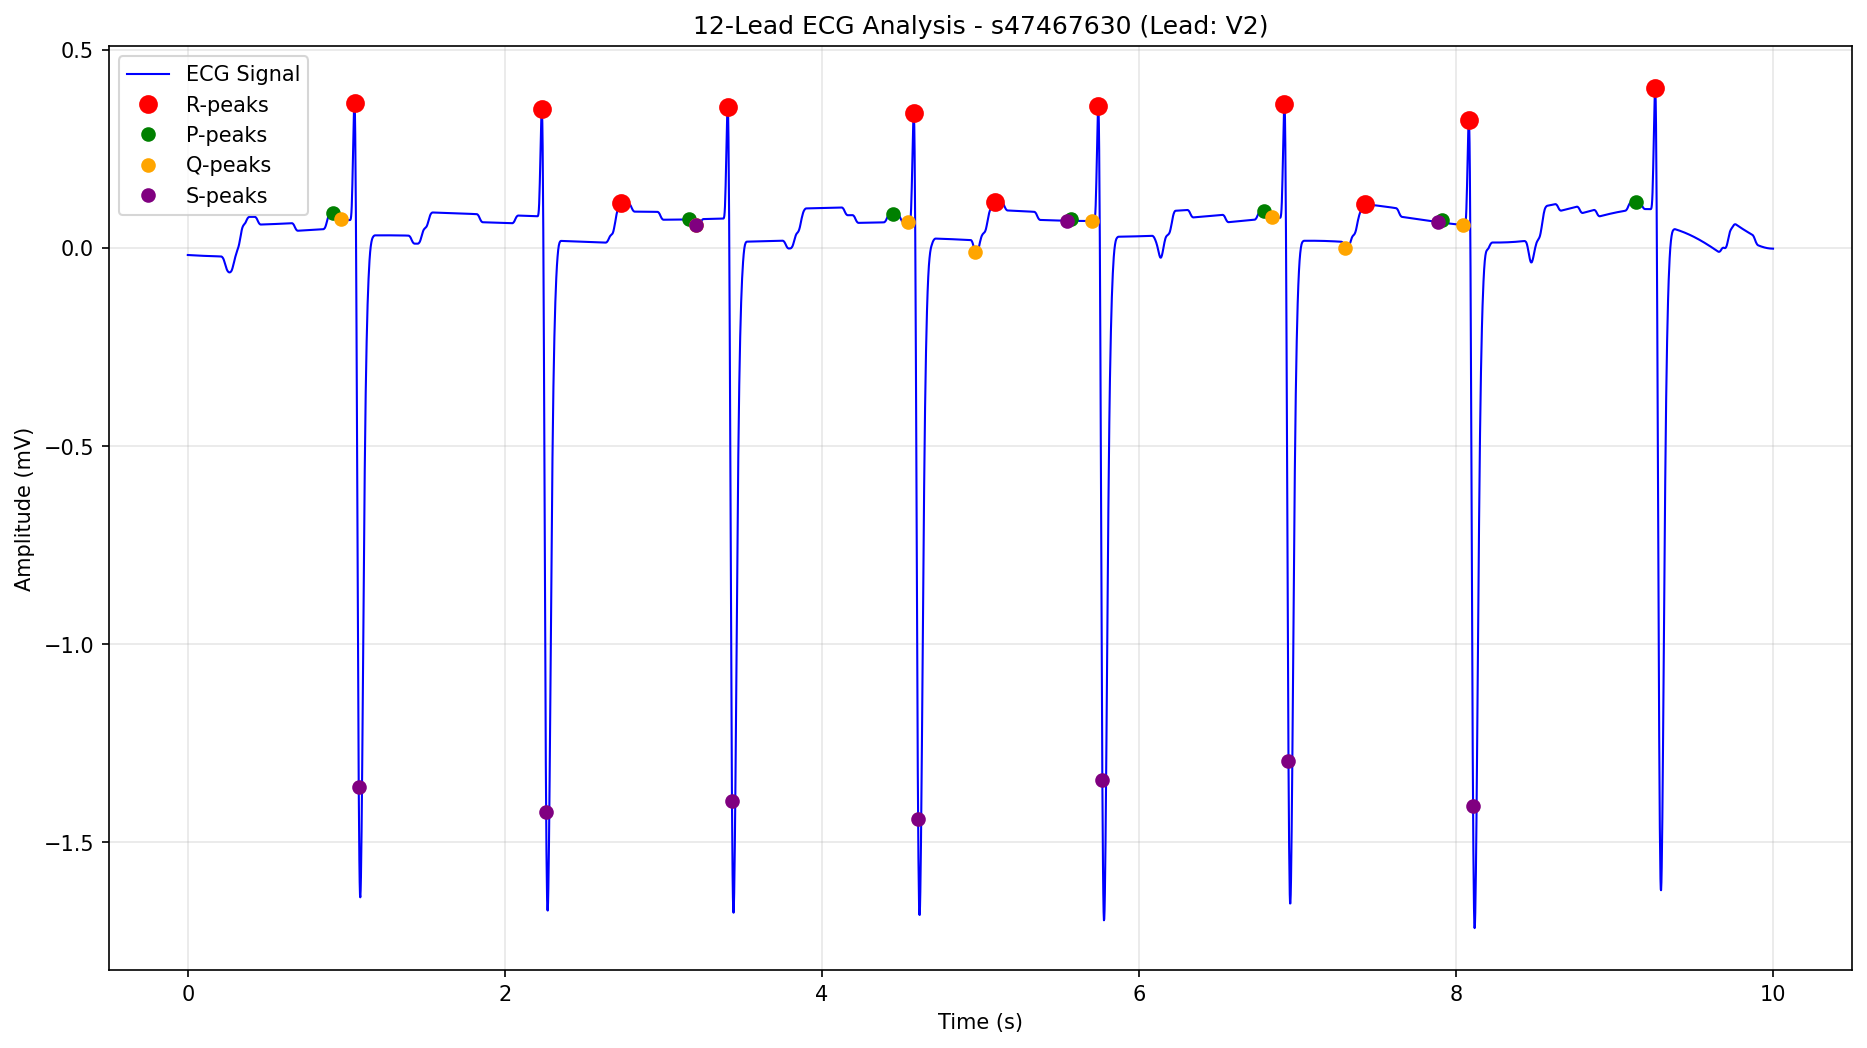 12-Lead ECG Analysis - s47467630 (Lead: V2)
ECG Signal
R-peaks
P-peaks
Q-peaks
S-peaks
0.5
0.0
−0.5
−1.0
−1.5
Amplitude (mV)
0 2 4 6 8 10
Time (s)